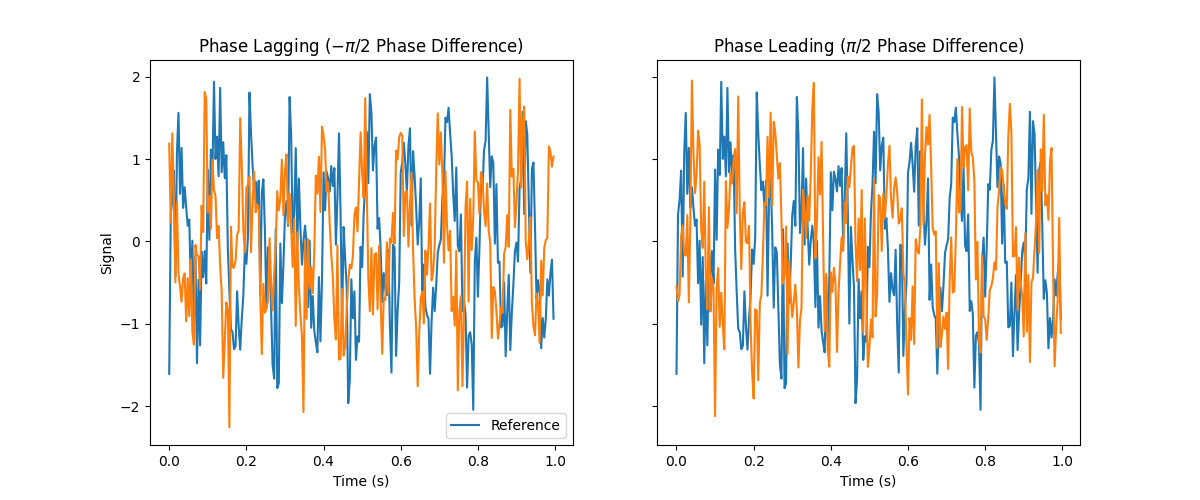 Phase Lagging (−π/2 Phase Difference)
Phase Leading (π/2 Phase Difference)
Signal
2
1
0
−1
−2
Reference
0.0 0.2 0.4 0.6 0.8 1.0
0.0 0.2 0.4 0.6 0.8 1.0
Time (s)
Time (s)